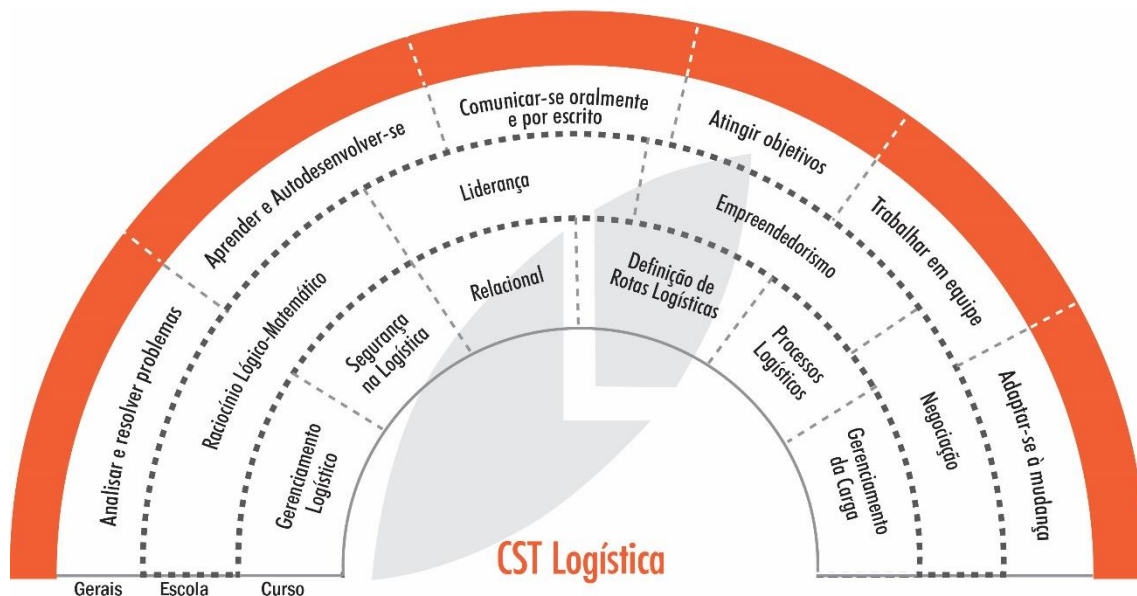 Analisar e resolver problemas
Aprender e Autodesenvolver-se
Comunicar-se oralmente
e por escrito
Atingir objetivos
Trabalhar em equipe
Adaptar-se à mudança
Raciocínio Lógico-Matemático
Liderança
Empreendedorismo
Negociação
Gerenciamento
Logístico
Segurança
na Logística
Relacional
Definição de
Rotas Logísticas
Processos
Logísticos
Gerenciamento
da Carga
CST Logística
Gerais
Escola
Curso